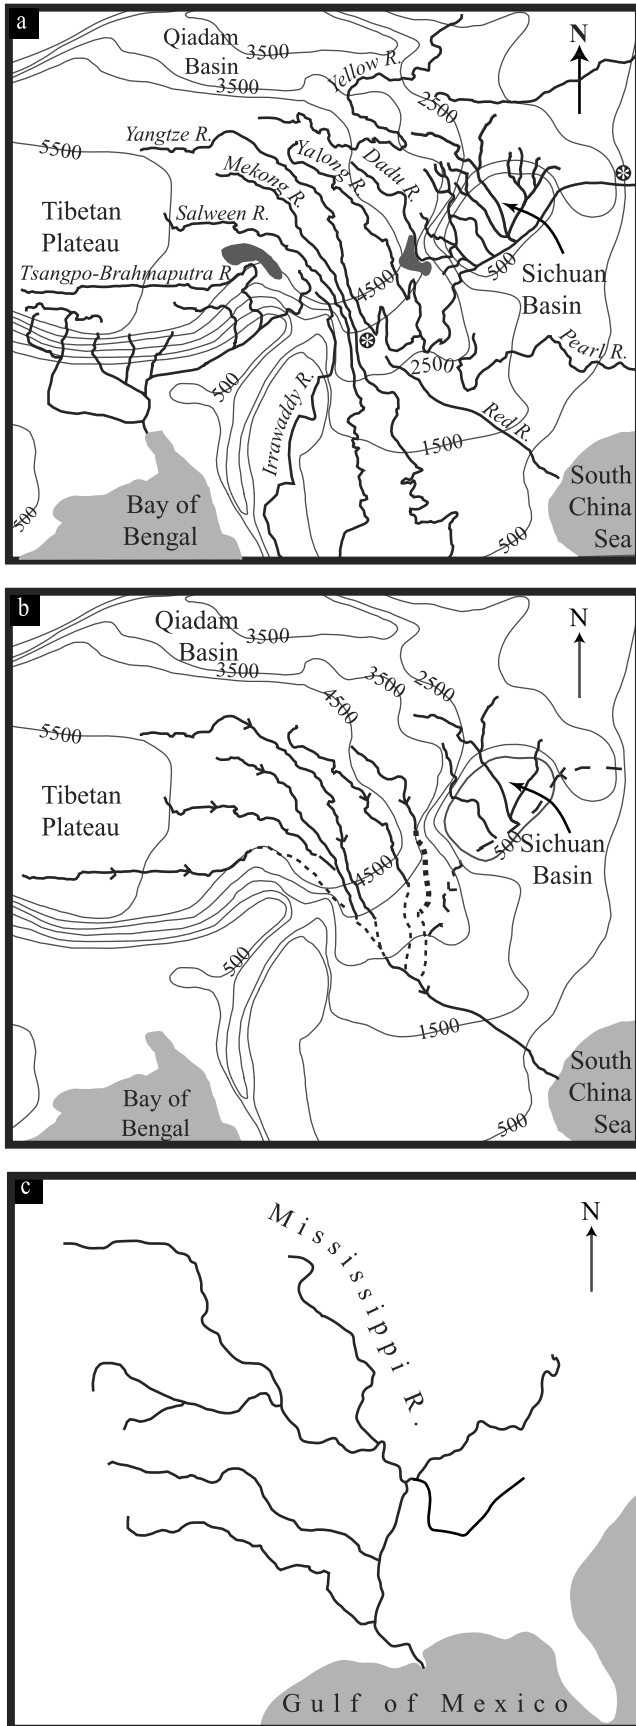 a
N
Qiadam
Basin
3500
3500
Yellow R.
2500
5500
Yangtze R.
Mekong R.
Yalong R.
Dadu R.
Salween R.
Tibetan
Plateau
Tsangpo-Brahmaputra R
4500
500
Sichuan
Basin
Pearl R.
2500
500
Irrawaddy R.
Red R.
1500
South
China
Sea
Bay of
Bengal
500
500
b
N
Qiadam
Basin
3500
3500
3500
2500
4500
5500
Tibetan
Plateau
500
Sichuan
Basin
4500
500
1500
South
China
Sea
Bay of
Bengal
500
c
N
Mississippi R.
Gulf of Mexico